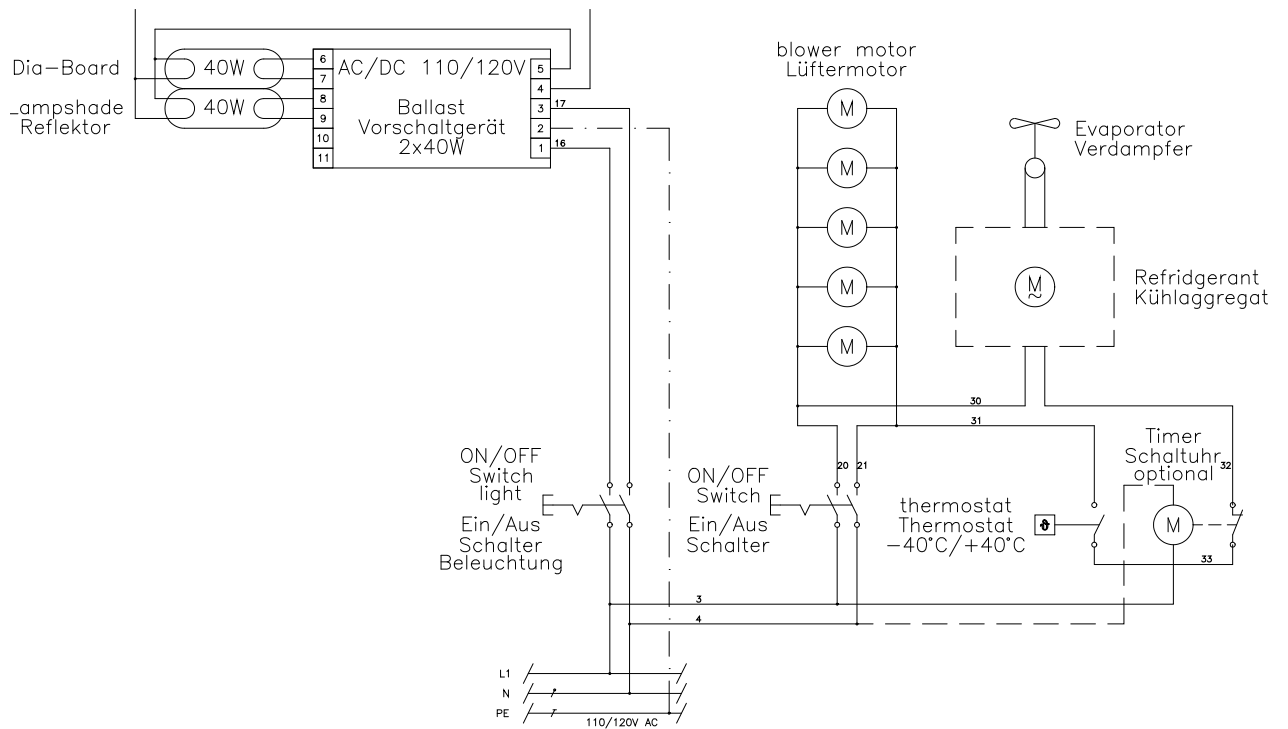 Dia-Board
_ampshade
Reflektor
40W
40W
6
7
8
9
10
11
AC/DC 110/120V
Ballast
Vorschaltgerät
2x40W
5
4
3
2
1
17
16
blower motor
Lüftermotor
M
M
M
M
M
Evaporator
Verdampfer
M
~
Refridgerant
Kühlaggregat
30
31
ON/OFF
Switch
light
Ein/Aus
Schalter
Beleuchtung
ON/OFF
Switch
Ein/Aus
Schalter
20
21
thermostat
Thermostat
-40°C/+40°C
ϑ
Timer
Schaltuhr
optional
32
M
33
3
4
L1
N
PE
110/120V AC